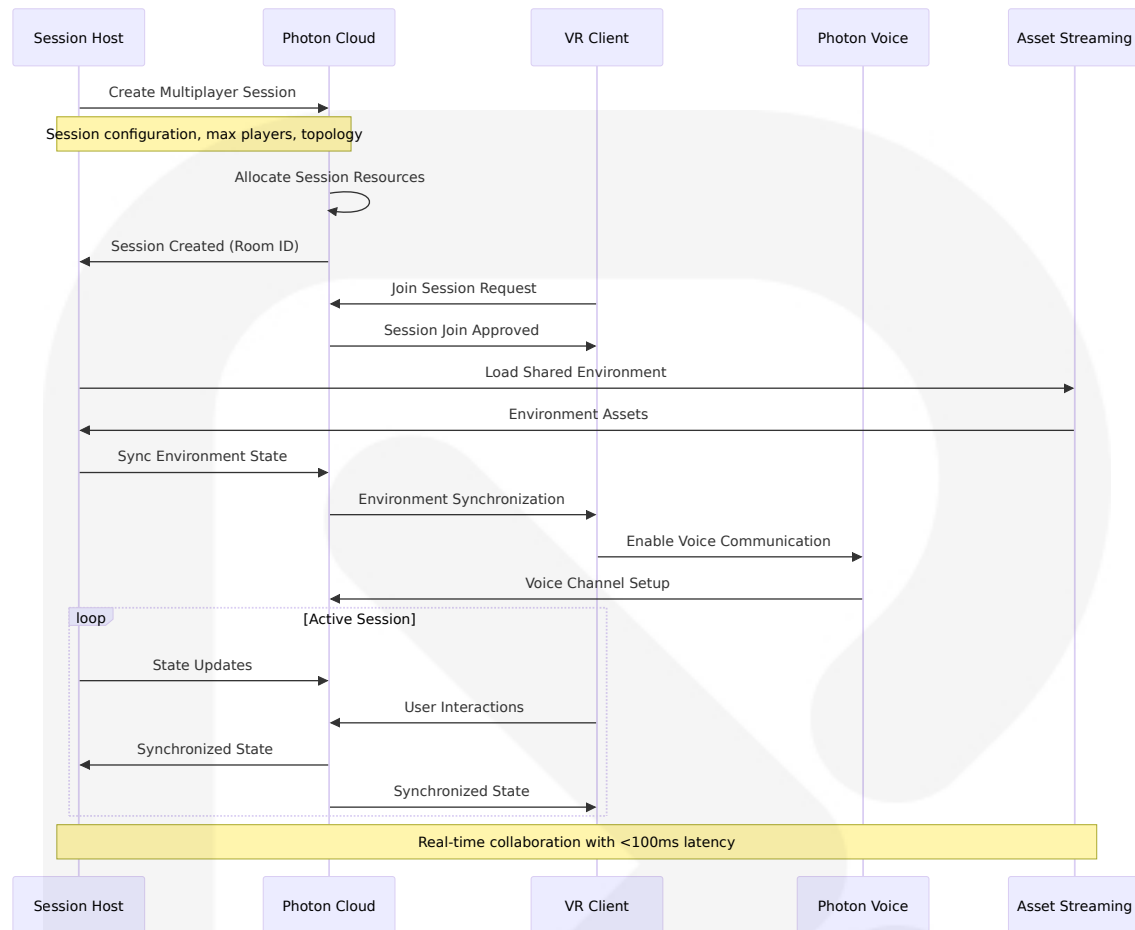 Session Host
Photon Cloud
VR Client
Photon Voice
Asset Streaming
Create Multiplayer Session
Session configuration, max players, topology
Allocate Session Resources
Session Created (Room ID)
Join Session Request
Session Join Approved
Load Shared Environment
Environment Assets
Sync Environment State
Environment Synchronization
Enable Voice Communication
Voice Channel Setup
loop
[Active Session]
State Updates
User Interactions
Synchronized State
Synchronized State
Real-time collaboration with <100ms latency
Session Host
Photon Cloud
VR Client
Photon Voice
Asset Streaming